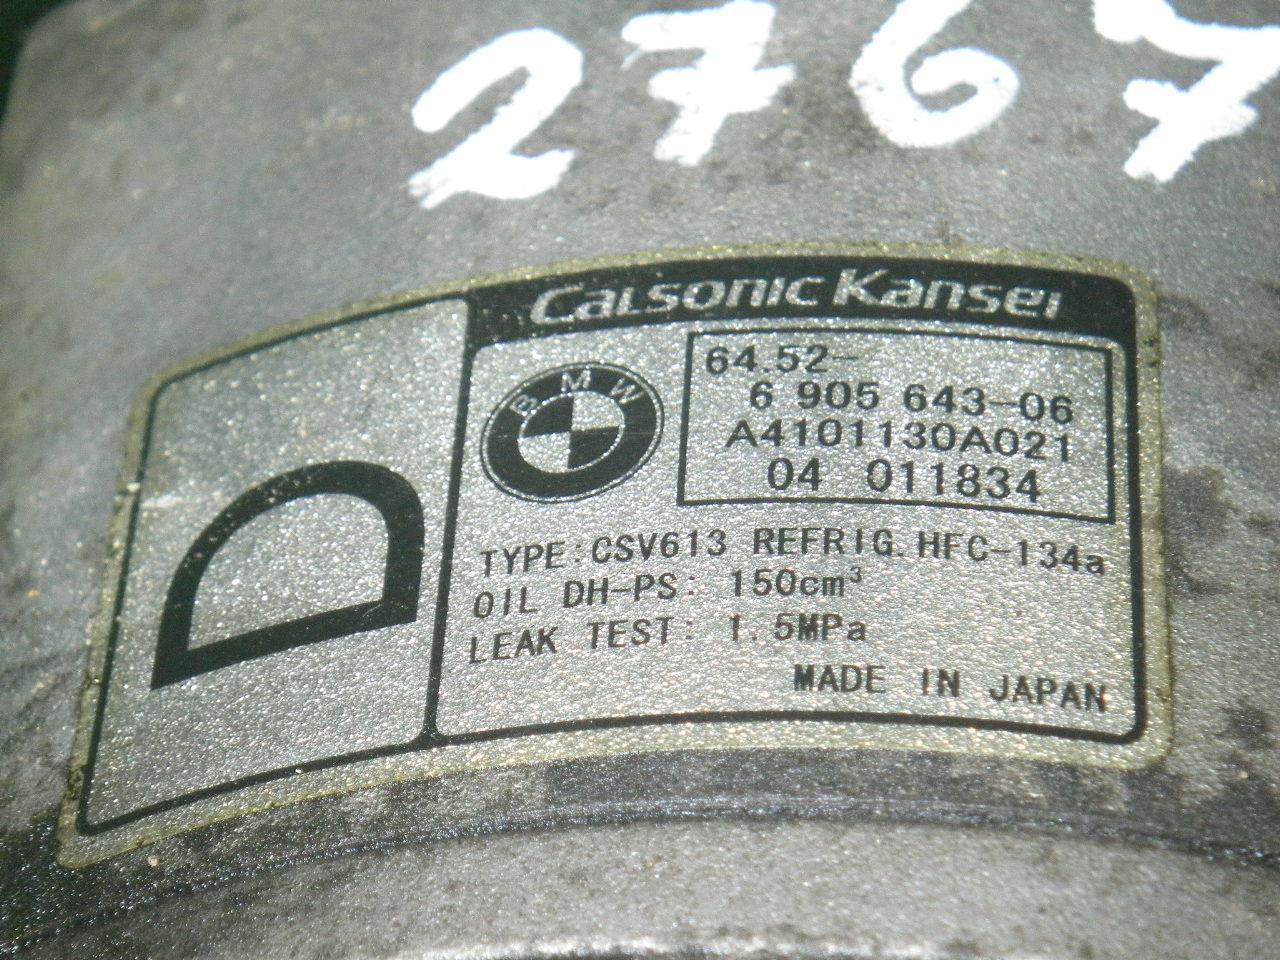 2767
Calsonic Kansei
BMW
64.52-
6 905 643-06
A4101130A021
04 011834
D
TYPE:CSV613 REFRIG.HFC-134a
OIL DH-PS: 150cm³
LEAK TEST: 1.5MPa
MADE IN JAPAN